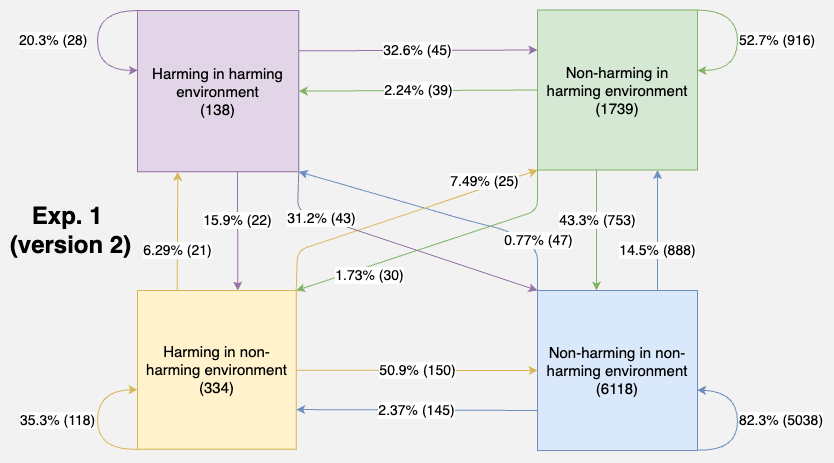 20.3% (28)
Harming in harming
environment
(138)
32.6% (45)
2.24% (39)
Non-harming in
harming environment
(1739)
52.7% (916)
Exp. 1
(version 2)
6.29% (21)
15.9% (22)
31.2% (43)
7.49% (25)
1.73% (30)
0.77% (47)
43.3% (753)
14.5% (888)
Harming in non-
harming environment
(334)
35.3% (118)
50.9% (150)
2.37% (145)
Non-harming in non-
harming environment
(6118)
82.3% (5038)